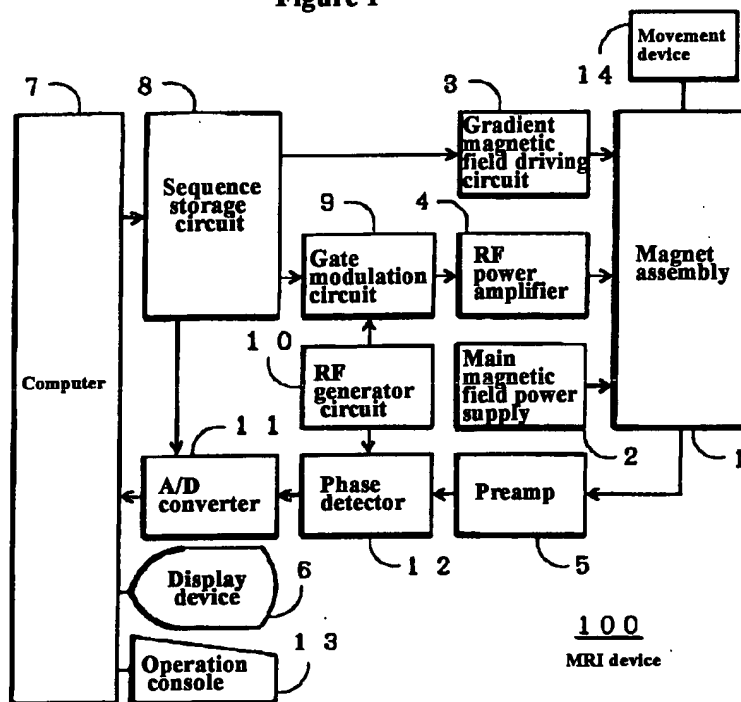 Figure 1
Movement
device
14
7
8
3
Gradient
magnetic
field driving
circuit
Sequence
storage
circuit
9
4
Gate
modulation
circuit
RF
power
amplifier
Magnet
assembly
10
Computer
RF
generator
circuit
Main
magnetic
field power
supply
11
2
1
A/D
converter
Phase
detector
Preamp
12
5
Display
device
6
13
100
Operation
console
MRI device